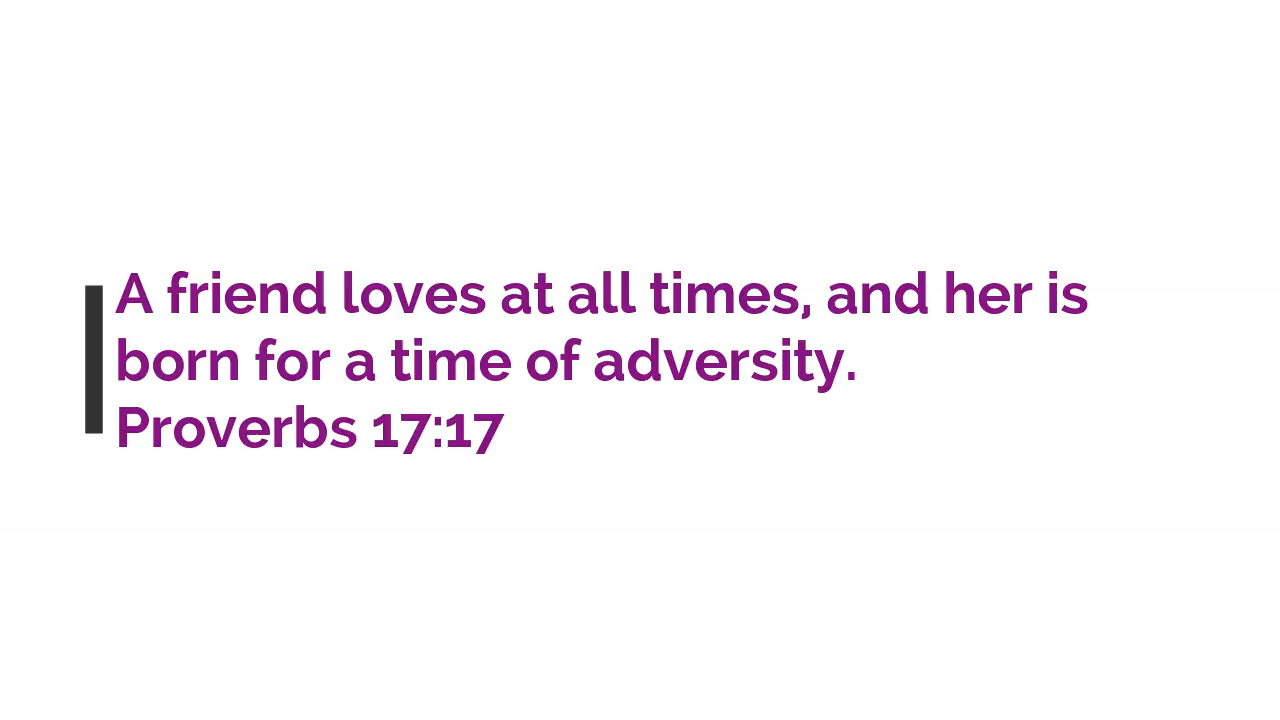 A friend loves at all times, and her is
born for a time of adversity.
Proverbs 17:17